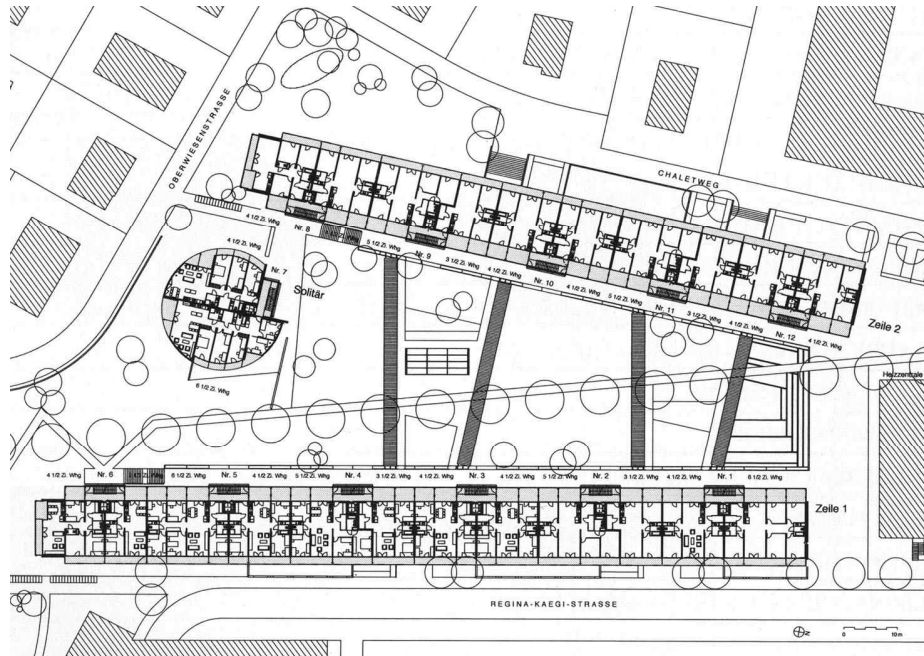 OBERWIESENSTRASSE
CHALETWEG
4 1/2 Zi. Whg
Nr. 8
5 1/2 Zi. Whg
Nr. 9
3 1/2 Zi. Whg
4 1/2 Zi. Whg
Nr. 10
4 1/2 Zi. Whg
5 1/2 Zi. Whg
Nr. 11
3 1/2 Zi. Whg
4 1/2 Zi. Whg
Nr. 12
4 1/2 Zi. Whg
Zeile 2
4 1/2 Zi. Whg
Nr. 7
Solitär
6 1/2 Zi. Whg
Heizzentrale
4 1/2 Zi. Whg
Nr. 6
6 1/2 Zi. Whg
Nr. 5
4 1/2 Zi. Whg
5 1/2 Zi. Whg
Nr. 4
3 1/2 Zi. Whg
4 1/2 Zi. Whg
Nr. 3
4 1/2 Zi. Whg
5 1/2 Zi. Whg
Nr. 2
3 1/2 Zi. Whg
4 1/2 Zi. Whg
Nr. 1
6 1/2 Zi. Whg
Zeile 1
REGINA-KAEGI-STRASSE
N
0
10 m